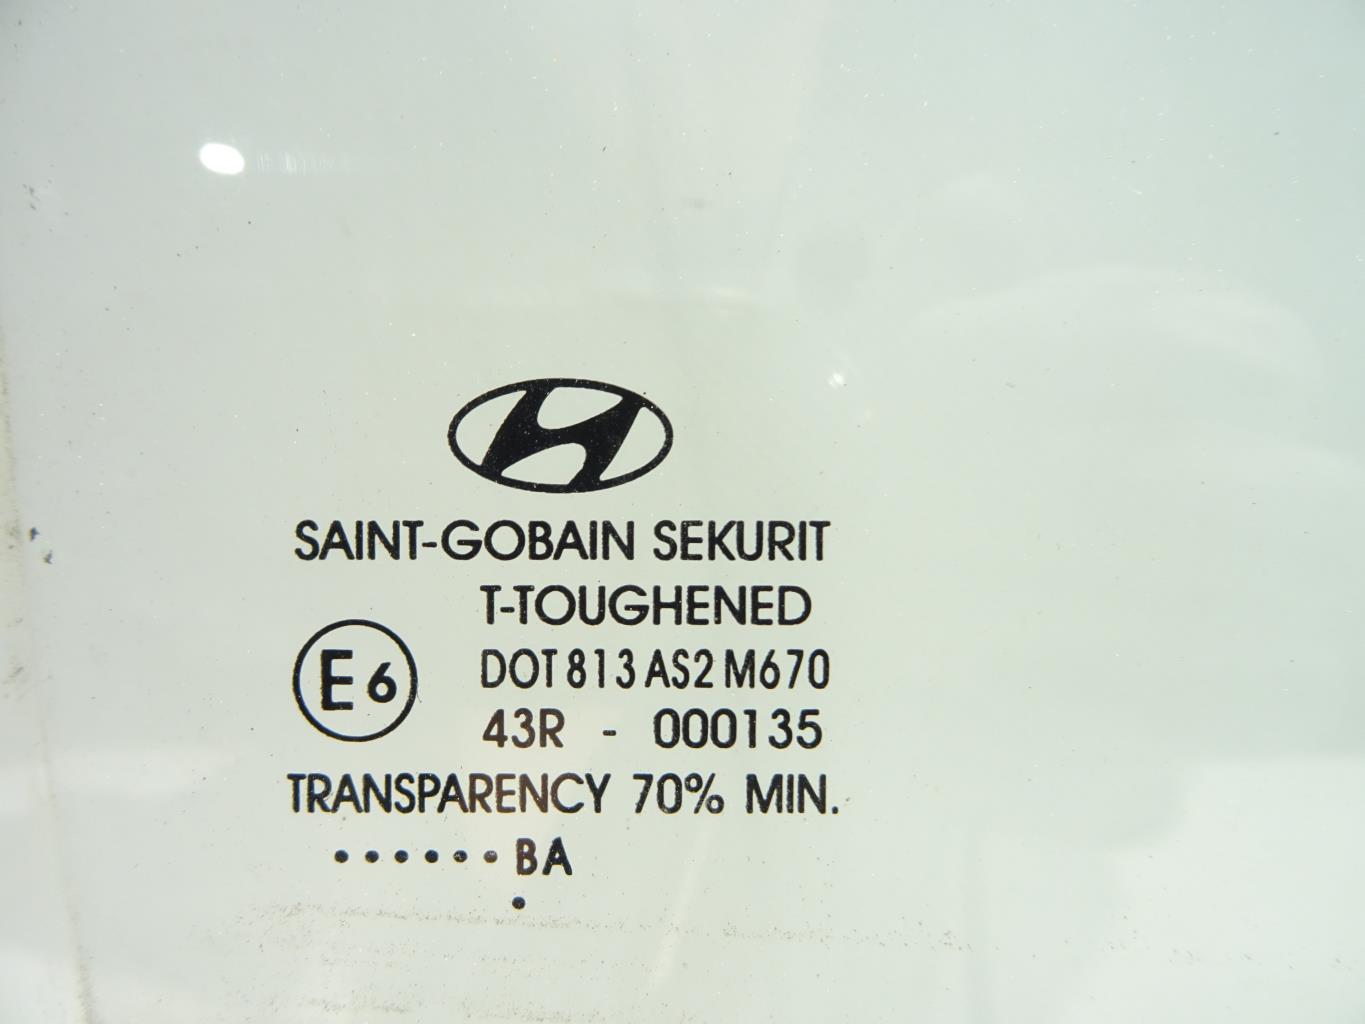 SAINT-GOBAIN SEKURIT
T-TOUGHENED
E6
DOT 813 AS2 M670
43R - 000135
TRANSPARENCY 70% MIN.
••••••BA
•